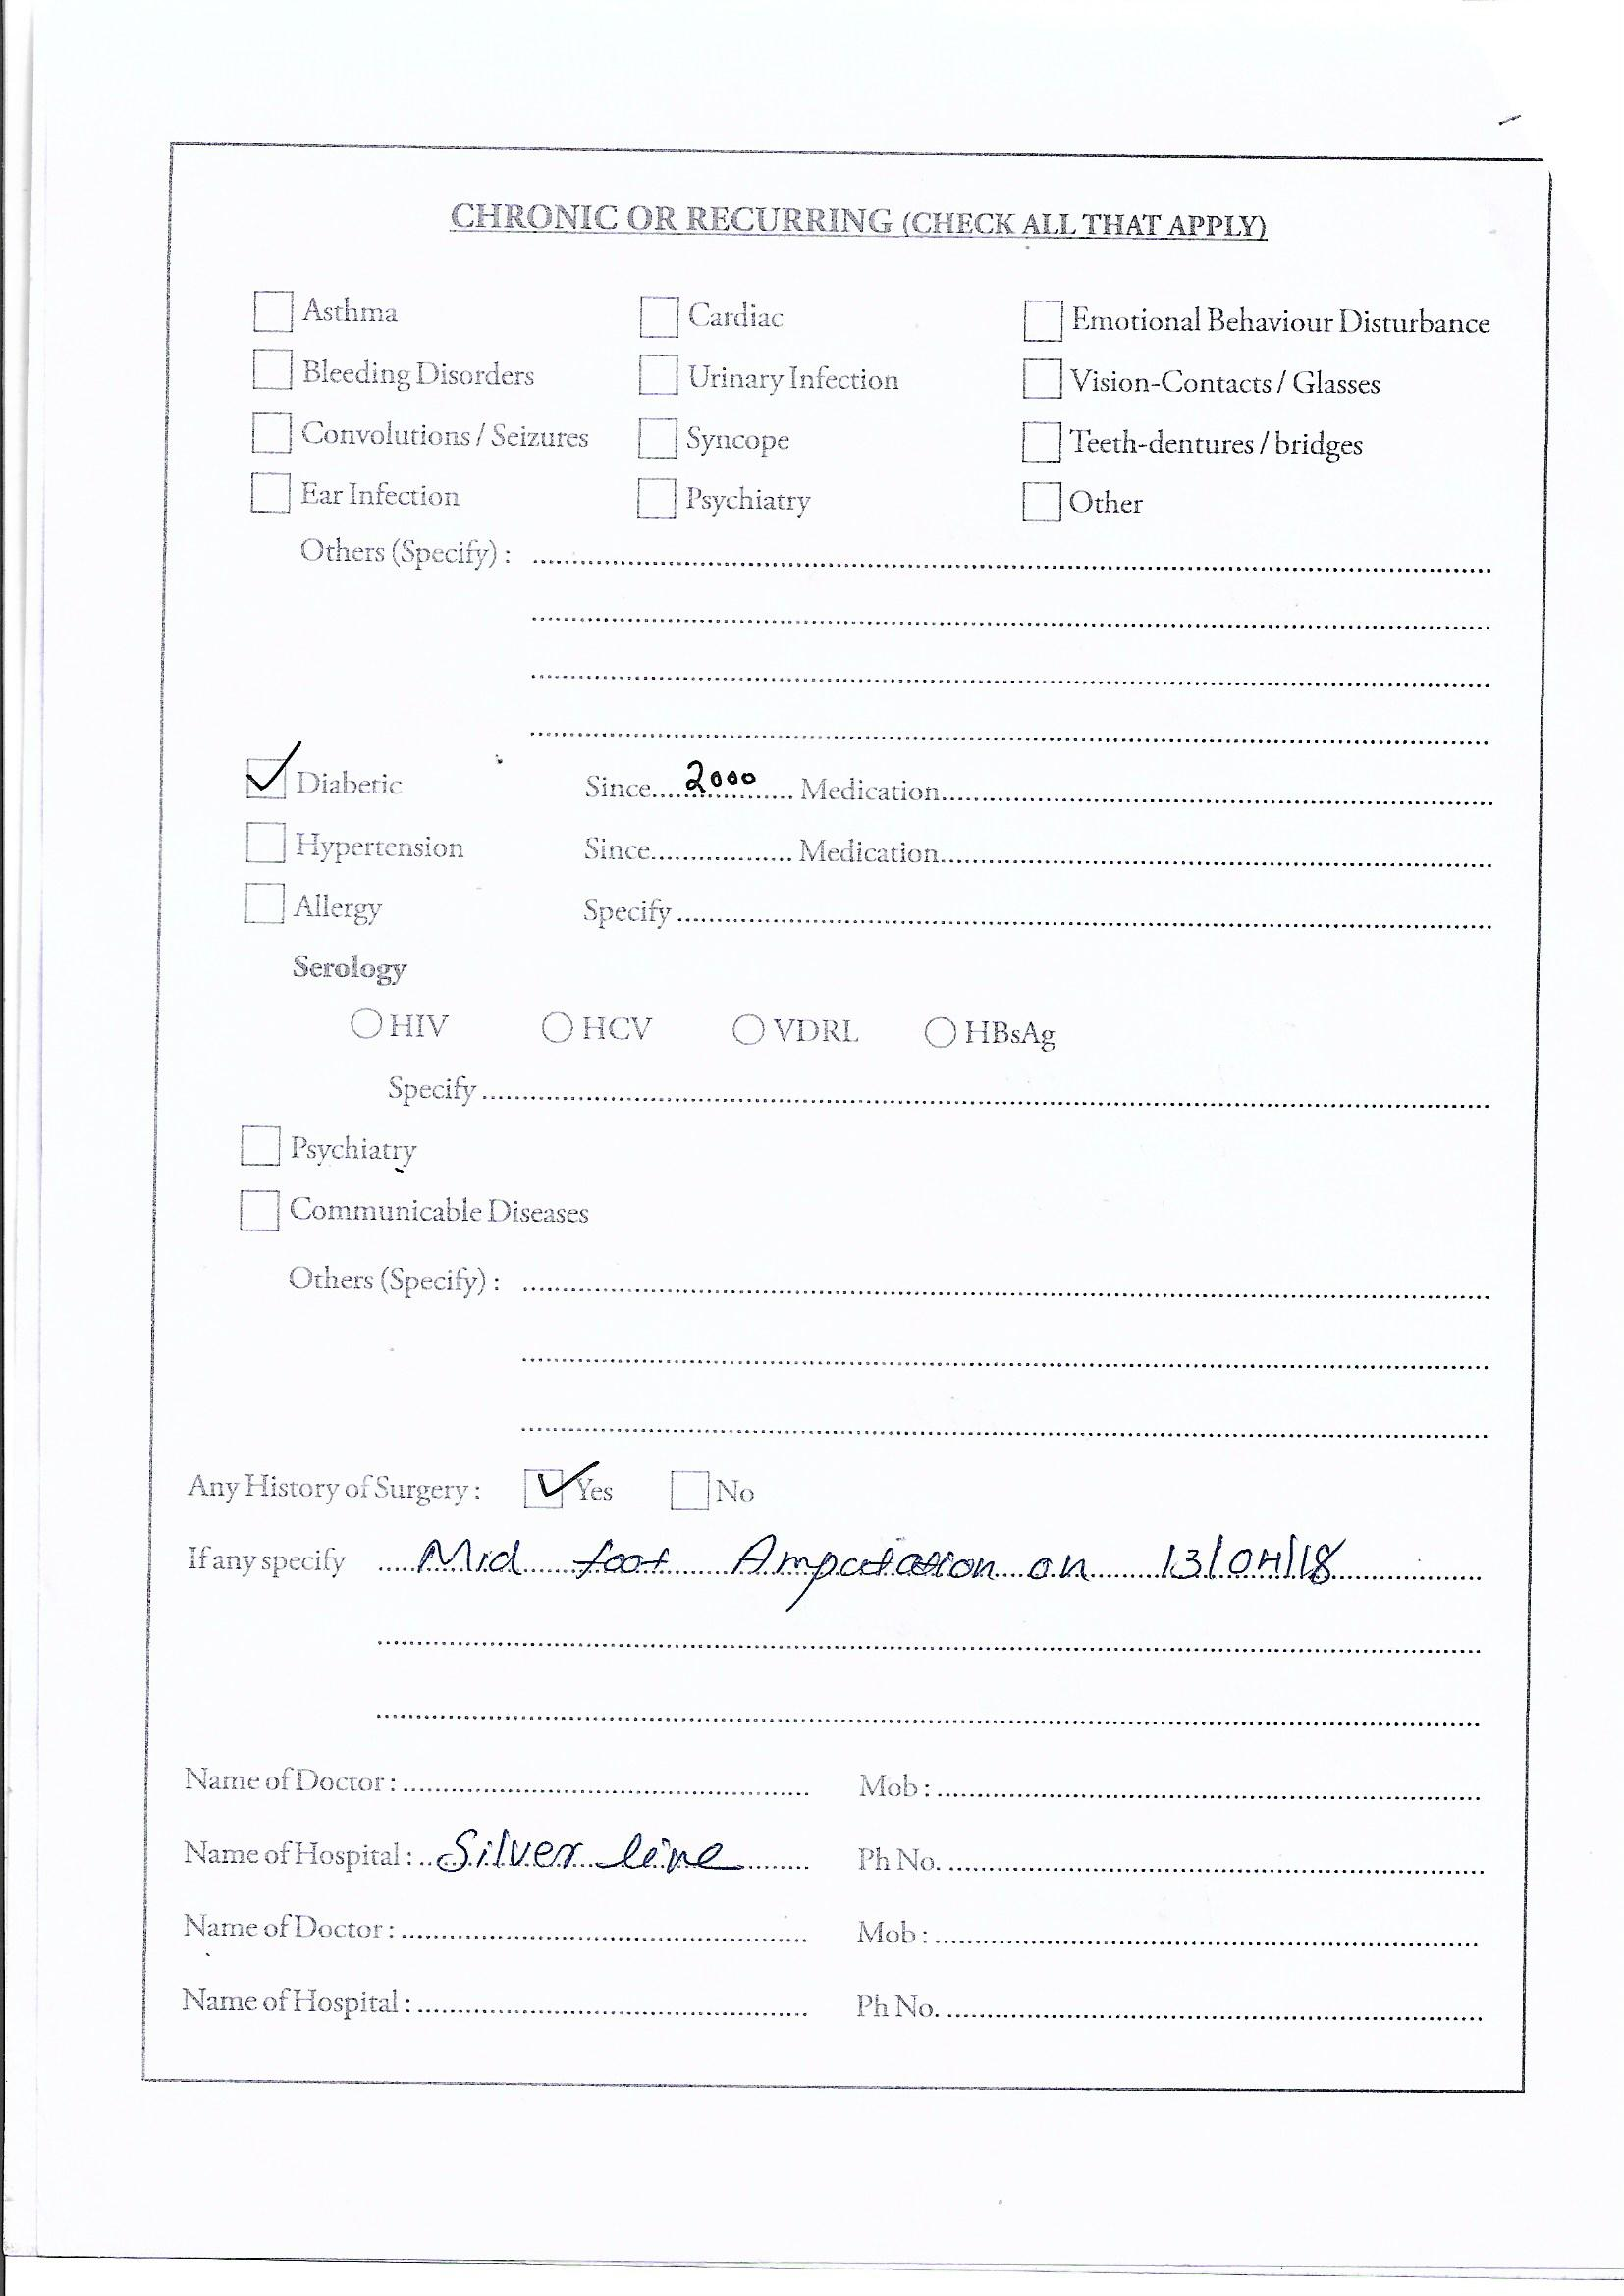 CHRONIC OR RECURRING (CHECK ALL THAT APPLY)
Asthma Cardiac Emotional Behaviour Disturbance
Bleeding Disorders Urinary Infection Vision-Contacts / Glasses
Convolutions / Seizures Syncope Teeth-dentures / bridges
Ear Infection Psychiatry Other
Others (Specify) :
Diabetic Since 2000 Medication
Hypertension Since Medication
Allergy Specify
Serology
HIV HCV VDRL HBsAg
Specify
Psychiatry
Communicable Diseases
Others (Specify) :
Any History of Surgery : Yes No
If any specify Mid foot Amputation on 13/04/18
Name of Doctor : Mob :
Name of Hospital : Silver line Ph No.
Name of Doctor : Mob :
Name of Hospital : Ph No.